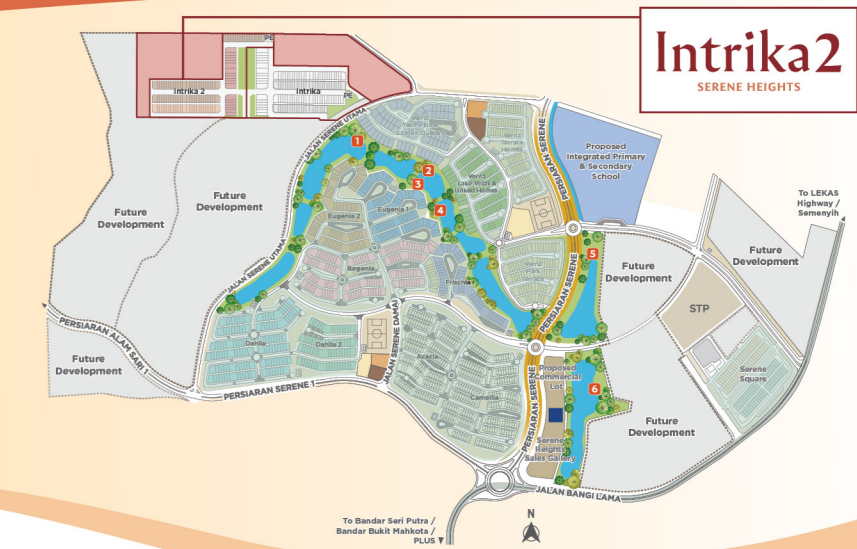 Intrika2
SERENE HEIGHTS
PE
Intrika 2
Intrika
PE
JALAN SERENE UTAMA
1
2
3
4
PERSIARAN SERENE
Proposed
Integrated Primary
& Secondary
School
To LEKAS
Highway /
Semenyih
Future
Development
Future
Development
Eugenia 1
Eugenia 2
JALAN SERENE UTAMA
Begonia
5
PERSIARAN SERENE
Future
Development
Future
Development
STP
PERSIARAN ALAM SARI 1
Future
Development
Dahlia
Dahlia 2
JALAN SERENE DAMAI
Acacia
Camellia
PERSIARAN SERENE 1
PERSIARAN SERENE
Proposed
Commercial
Lot
6
Serene
Square
Future
Development
Serene
Heights
Sales Gallery
JALAN BANGI LAMA
To Bandar Seri Putra /
Bandar Bukit Mahkota /
PLUS
N